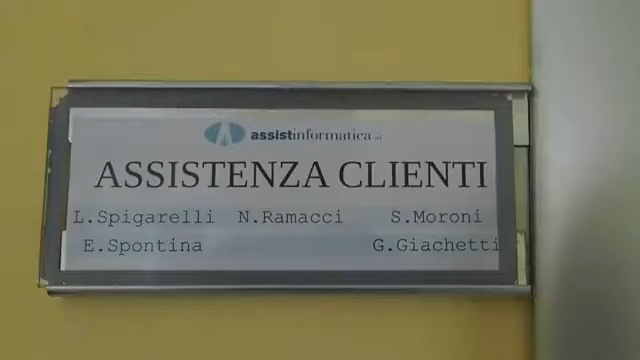 assistinformatica srl
ASSISTENZA CLIENTI
L.Spigarelli N.Ramacci S.Moroni
E.Spontina G.Giachetti